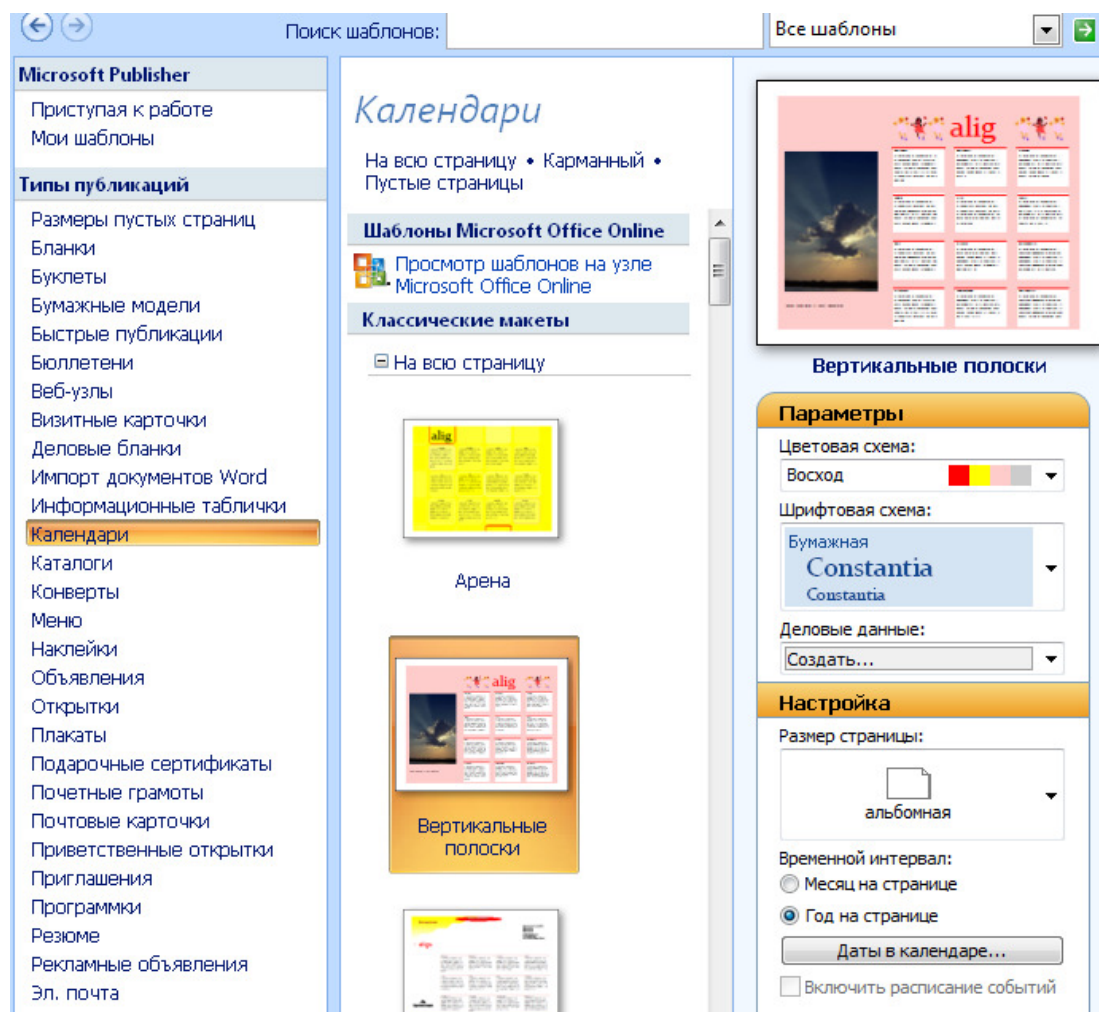 Поиск шаблонов:
Все шаблоны
Microsoft Publisher
Приступая к работе
Мои шаблоны
Типы публикаций
Размеры пустых страниц
Бланки
Буклеты
Бумажные модели
Быстрые публикации
Бюллетени
Веб-узлы
Визитные карточки
Деловые бланки
Импорт документов Word
Информационные таблички
Календари
Каталоги
Конверты
Меню
Наклейки
Объявления
Открытки
Плакаты
Подарочные сертификаты
Почетные грамоты
Почтовые карточки
Приветственные открытки
Приглашения
Программки
Резюме
Рекламные объявления
Эл. почта
Календари
На всю страницу • Карманный •
Пустые страницы
Шаблоны Microsoft Office Online
Просмотр шаблонов на узле
Microsoft Office Online
Классические макеты
На всю страницу
alig
Арена
alig
Вертикальные
полоски
alig
alig
Вертикальные полоски
Параметры
Цветовая схема:
Восход
Шрифтовая схема:
Бумажная
Constantia
Constantia
Деловые данные:
Создать...
Настройка
Размер страницы:
альбомная
Временной интервал:
Месяц на странице
Год на странице
Даты в календаре...
Включить расписание событий